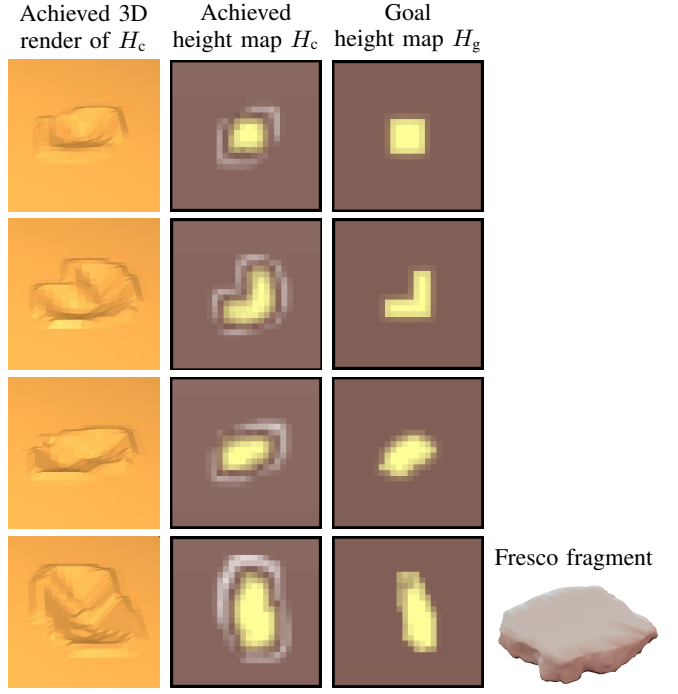 Achieved 3D
render of Hc
Achieved
height map Hc
Goal
height map Hg
Fresco fragment